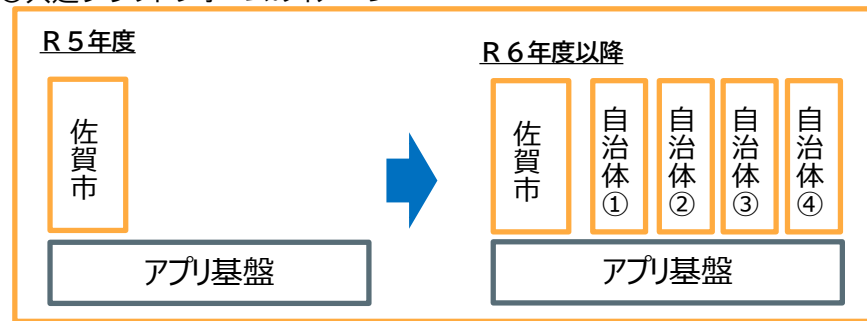 R5年度
佐賀市
アプリ基盤
R6年度以降
佐賀市
自治体①
自治体②
自治体③
自治体④
アプリ基盤